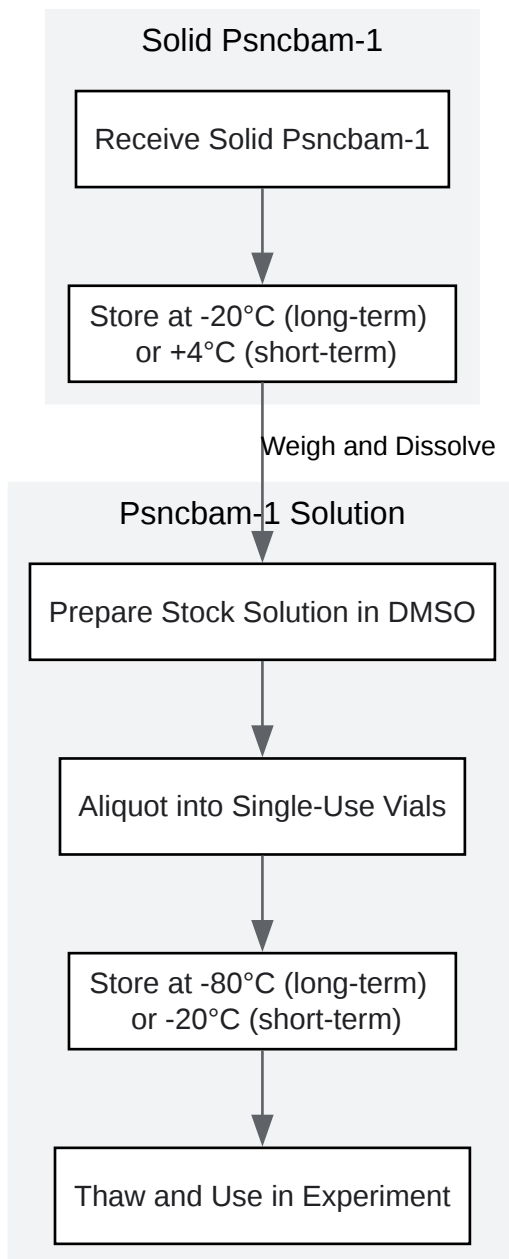 Solid Psncbam-1
Receive Solid Psncbam-1
Store at -20°C (long-term)
or +4°C (short-term)
Weigh and Dissolve
Psncbam-1 Solution
Prepare Stock Solution in DMSO
Aliquot into Single-Use Vials
Store at -80°C (long-term)
or -20°C (short-term)
Thaw and Use in Experiment